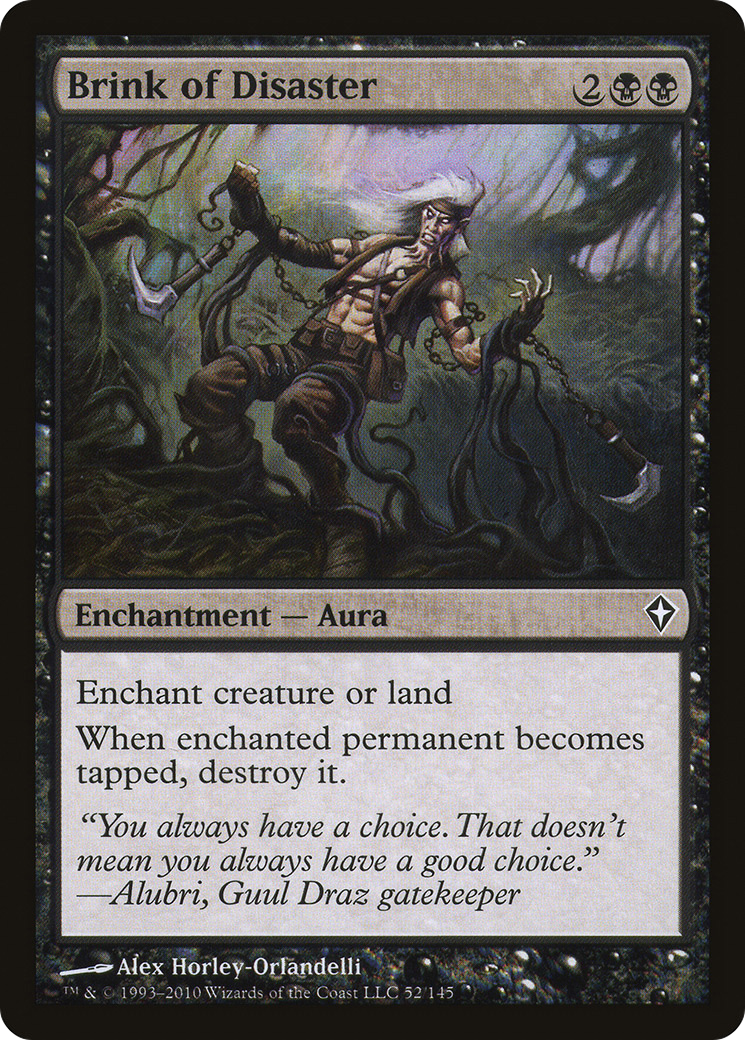 Brink of Disaster 2
Enchantment — Aura
Enchant creature or land
When enchanted permanent becomes
tapped, destroy it.
“You always have a choice. That doesn’t
mean you always have a good choice.”
—Alubri, Guul Draz gatekeeper
Alex Horley-Orlandelli
™ & © 1993–2010 Wizards of the Coast LLC 52/145